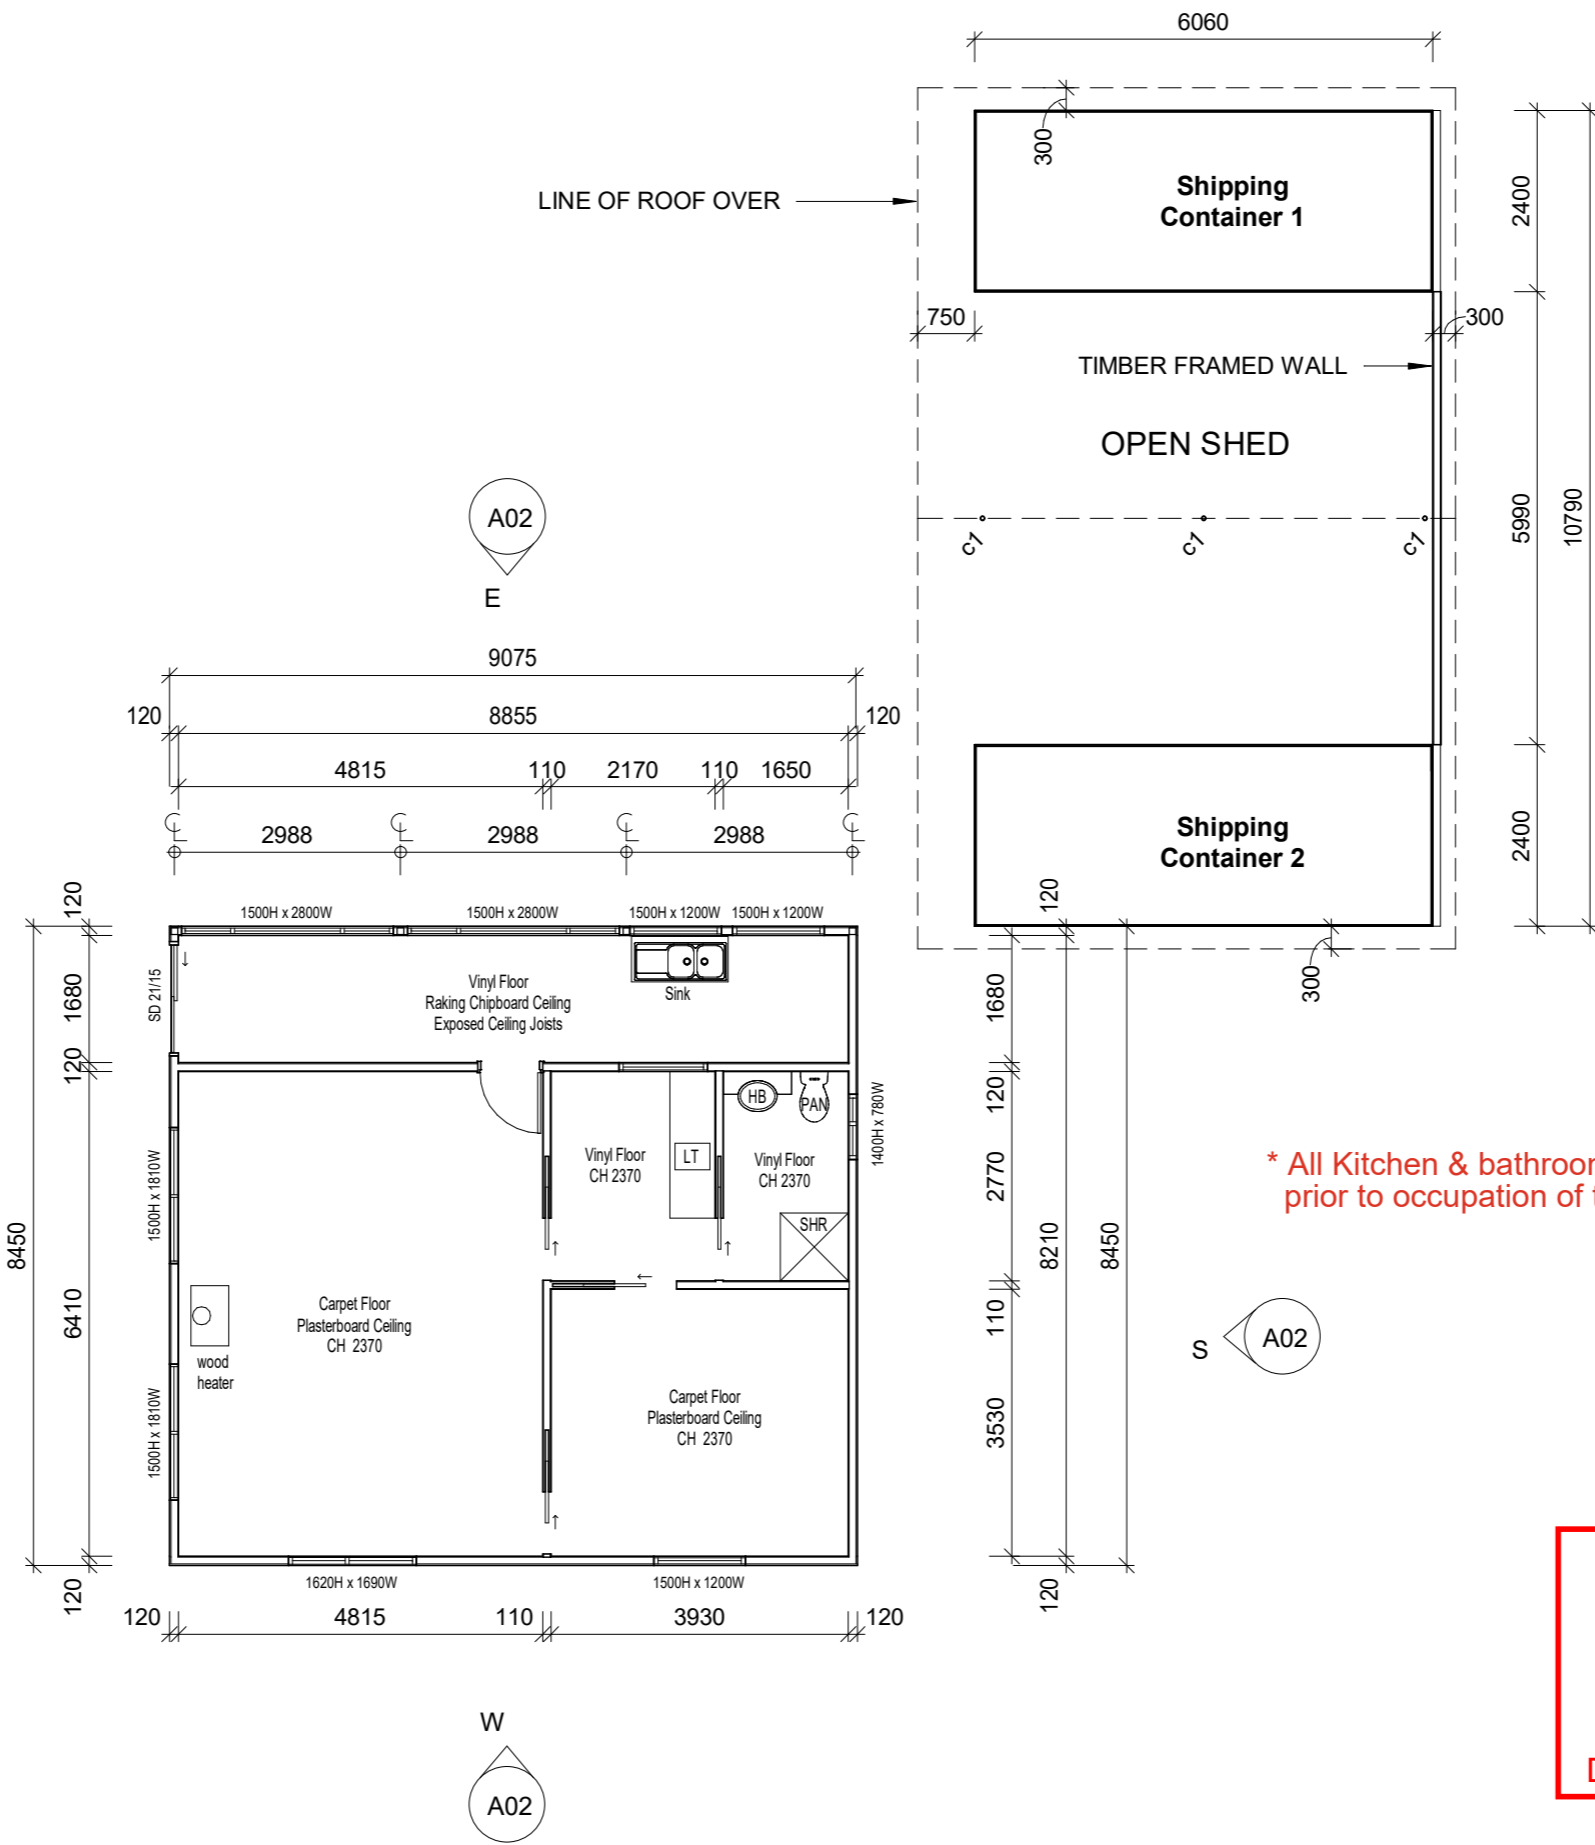 6060
300
Shipping
Container 1
2400
LINE OF ROOF OVER
750
300
TIMBER FRAMED WALL
OPEN SHED
5990
10790
A02
E
c1
c1
c1
9075
120
8855
120
4815
110
2170
110
1650
2988
2988
2988
Shipping
Container 2
2400
120
1500H x 2800W
1500H x 2800W
1500H x 1200W
1500H x 1200W
120
300
1680
SD 21/15
Vinyl Floor
Raking Chipboard Ceiling
Exposed Ceiling Joists
Sink
1680
120
120
HB
PAN
1400H x 780W
Vinyl Floor
CH 2370
LT
Vinyl Floor
CH 2370
2770
* All Kitchen &
prior to occupation of
1500H x 1810W
SHR
8450
6410
8210
8450
Carpet Floor
Plasterboard Ceiling
CH 2370
110
wood
heater
S
A02
1500H x 1810W
Carpet Floor
Plasterboard Ceiling
CH 2370
3530
120
1620H x 1690W
1500H x 1200W
120
120
4815
110
3930
120
W
A02